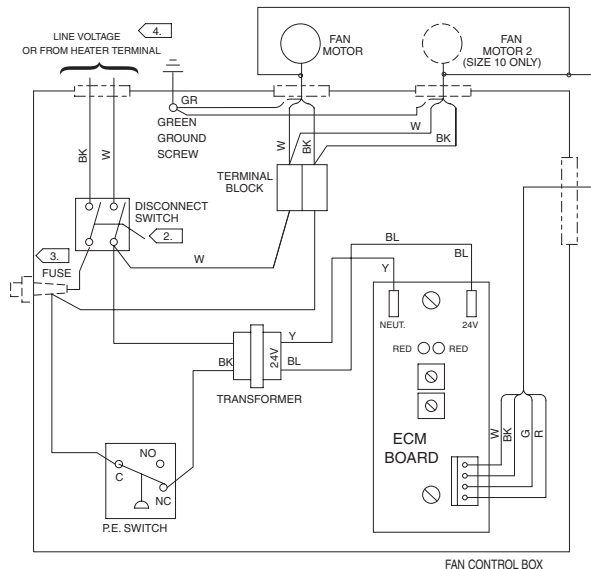 LINE VOLTAGE
OR FROM HEATER TERMINAL
4.
FAN
MOTOR
FAN
MOTOR 2
(SIZE 10 ONLY)
GR
GREEN
GROUND
SCREW
BK
W
W
BK
W
BK
TERMINAL
BLOCK
DISCONNECT
SWITCH
2.
3.
FUSE
W
BL
BL
Y
NEUT.
24V
RED
RED
Y
BK
24V
BL
TRANSFORMER
ECM
BOARD
W
BK
G
R
NO
C
NC
P.E. SWITCH
FAN CONTROL BOX